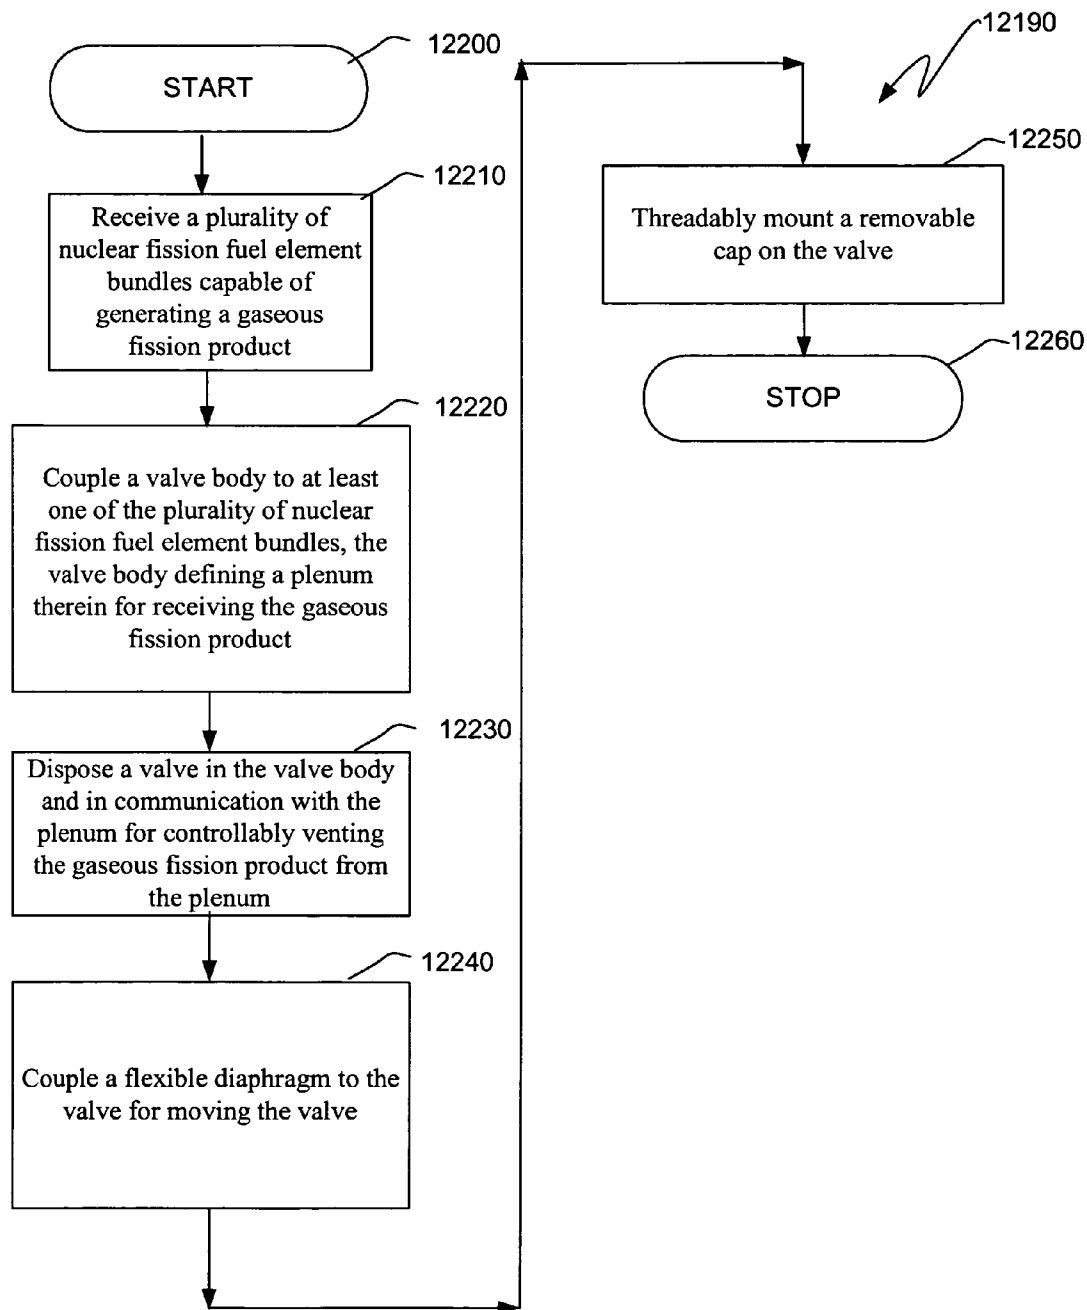 12200
START
12210
Receive a plurality of
nuclear fission fuel element
bundles capable of
generating a gaseous
fission product
12220
Couple a valve body to at least
one of the plurality of nuclear
fission fuel element bundles, the
valve body defining a plenum
therein for receiving the gaseous
fission product
12230
Dispose a valve in the valve body
and in communication with the
plenum for controllably venting
the gaseous fission product from
the plenum
12240
Couple a flexible diaphragm to the
valve for moving the valve
12190
12250
Threadably mount a removable
cap on the valve
12260
STOP